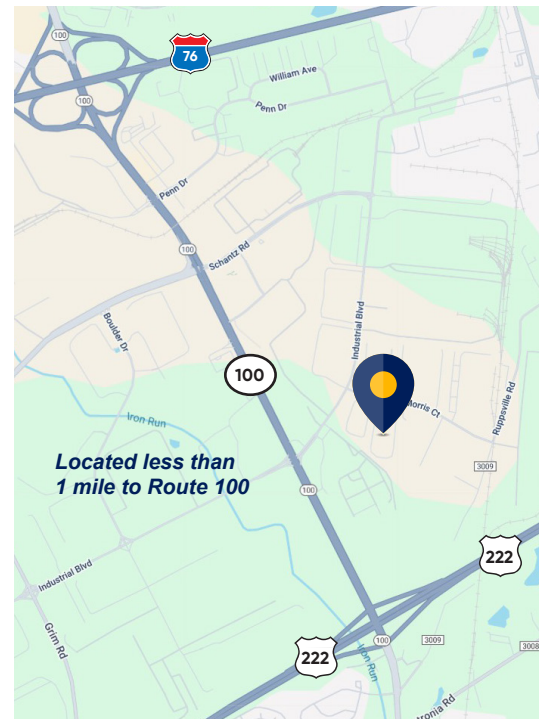 76
William Ave
Penn Dr
100
Penn Dr
100
Schantz Rd
Boulder Dr
Industrial Blvd
100
Morris Ct
Ruppsville Rd
Iron Run
Located less than
1 mile to Route 100
3009
100
222
Industrial Blvd
Grim Rd
100
3009
3008
222
Iron Run
Rd